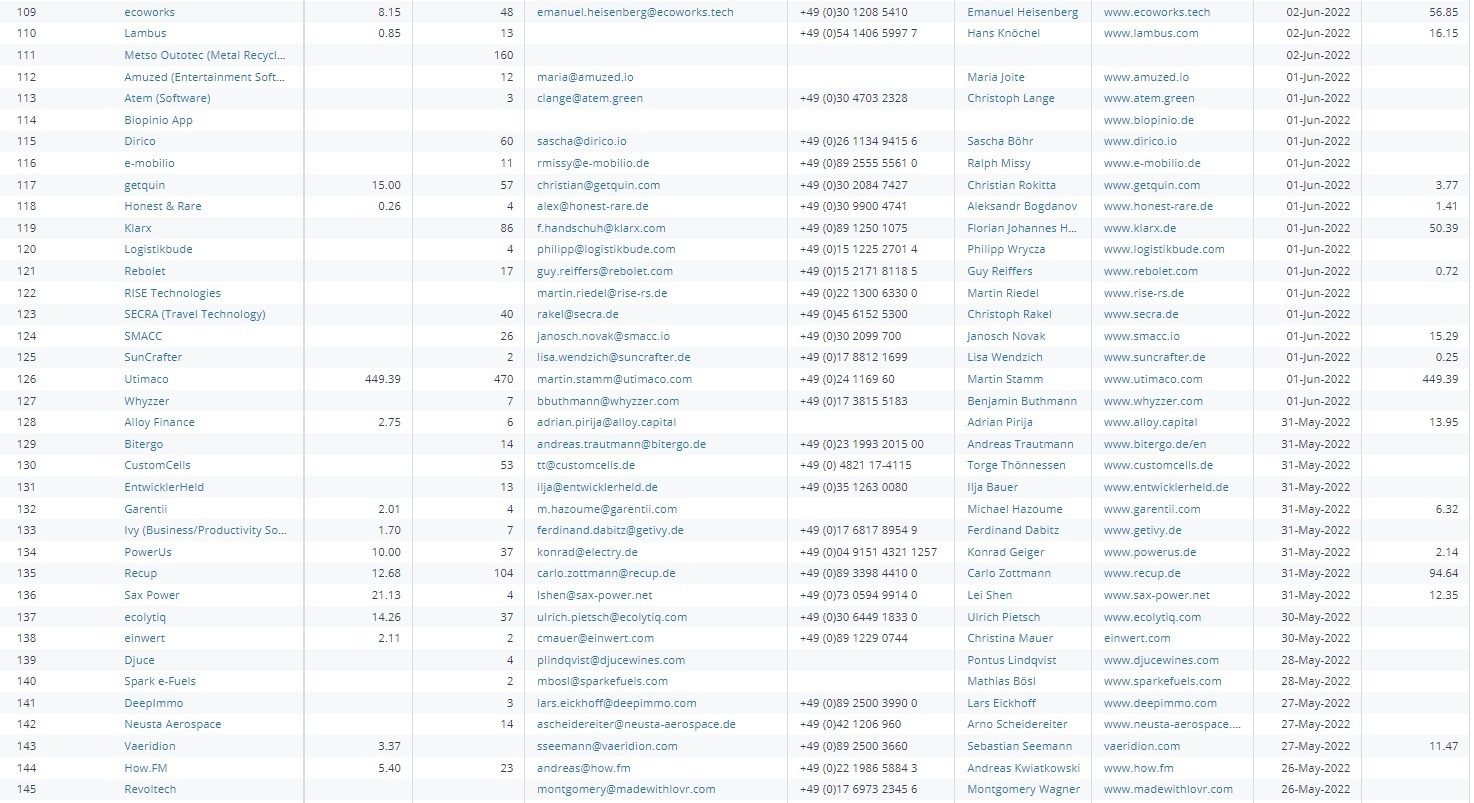 109 ecoworks 8.15 48 emanuel.heisenberg@ecoworks.tech +49 (0)30 1208 5410 Emanuel Heisenberg www.ecoworks.tech 02-Jun-2022 56.85
110 Lambus 0.85 13 +49 (0)54 1406 5997 7 Hans Knöchel www.lambus.com 02-Jun-2022 16.15
111 Metso Outotec (Metal Recycl... 160 02-Jun-2022
112 Amuzed (Entertainment Soft... 12 maria@amuzed.io Maria Joite www.amuzed.io 01-Jun-2022
113 Atem (Software) 3 clange@atem.green +49 (0)30 4703 2328 Christoph Lange www.atem.green 01-Jun-2022
114 Biopinio App www.biopinio.de 01-Jun-2022
115 Dirico 60 sascha@dirico.io +49 (0)26 1134 9415 6 Sascha Böhr www.dirico.io 01-Jun-2022
116 e-mobilio 11 rmissy@e-mobilio.de +49 (0)89 2555 5561 0 Ralph Missy www.e-mobilio.de 01-Jun-2022
117 getquin 15.00 57 christian@getquin.com +49 (0)30 2084 7427 Christian Rokitta www.getquin.com 01-Jun-2022 3.77
118 Honest & Rare 0.26 4 alex@honest-rare.de +49 (0)30 9900 4741 Aleksandr Bogdanov www.honest-rare.de 01-Jun-2022 1.41
119 Klarx 86 f.handschuh@klarx.com +49 (0)89 1250 1075 Florian Johannes H... www.klarx.de 01-Jun-2022 50.39
120 Logistikbude 4 philipp@logistikbude.com +49 (0)15 1225 2701 4 Philipp Wrycza www.logistikbude.com 01-Jun-2022
121 Rebolet 17 guy.reiffers@rebolet.com +49 (0)15 2171 8118 5 Guy Reiffers www.rebolet.com 01-Jun-2022 0.72
122 RISE Technologies martin.riedel@rise-rs.de +49 (0)22 1300 6330 0 Martin Riedel www.rise-rs.de 01-Jun-2022
123 SECRA (Travel Technology) 40 rakel@secra.de +49 (0)45 6152 5300 Christoph Rakel www.secra.de 01-Jun-2022
124 SMACC 26 janosch.novak@smacc.io +49 (0)30 2099 700 Janosch Novak www.smacc.io 01-Jun-2022 15.29
125 SunCrafter 2 lisa.wendzich@suncrafter.de +49 (0)17 8812 1699 Lisa Wendzich www.suncrafter.de 01-Jun-2022 0.25
126 Utimaco 449.39 470 martin.stamm@utimaco.com +49 (0)24 1169 60 Martin Stamm www.utimaco.com 01-Jun-2022 449.39
127 Whyzzer 7 bbuthmann@whyzzer.com +49 (0)17 3815 5183 Benjamin Buthmann www.whyzzer.com 01-Jun-2022
128 Alloy Finance 2.75 6 adrian.pirija@alloy.capital Adrian Pirija www.alloy.capital 31-May-2022 13.95
129 Bitergo 14 andreas.trautmann@bitergo.de +49 (0)23 1993 2015 00 Andreas Trautmann www.bitergo.de/en 31-May-2022
130 CustomCells 53 tt@customcells.de +49 (0) 4821 17-4115 Torge Thönnessen www.customcells.de 31-May-2022
131 EntwicklerHeld 13 ilja@entwicklerheld.de +49 (0)35 1263 0080 Ilja Bauer www.entwicklerheld.de 31-May-2022
132 Garentii 2.01 4 m.hazoume@garentii.com Michael Hazoume www.garentii.com 31-May-2022 6.32
133 Ivy (Business/Productivity So... 1.70 7 ferdinand.dabitz@getivy.de +49 (0)17 6817 8954 9 Ferdinand Dabitz www.getivy.de 31-May-2022
134 PowerUs 10.00 37 konrad@electry.de +49 (0)04 9151 4321 1257 Konrad Geiger www.powerus.de 31-May-2022 2.14
135 Recup 12.68 104 carlo.zottmann@recup.de +49 (0)89 3398 4410 0 Carlo Zottmann www.recup.de 31-May-2022 94.64
136 Sax Power 21.13 4 lshen@sax-power.net +49 (0)73 0594 9914 0 Lei Shen www.sax-power.net 31-May-2022 12.35
137 ecolytiq 14.26 37 ulrich.pietsch@ecolytiq.com +49 (0)30 6449 1833 0 Ulrich Pietsch www.ecolytiq.com 30-May-2022
138 einwert 2.11 2 cmauer@einwert.com +49 (0)89 1229 0744 Christina Mauer einwert.com 30-May-2022
139 Djuce 4 plindqvist@djucewines.com Pontus Lindqvist www.djucewines.com 28-May-2022
140 Spark e-Fuels 2 mbosl@sparkefuels.com Mathias Bösl www.sparkefuels.com 28-May-2022
141 DeepImmo 3 lars.eickhoff@deepimmo.com +49 (0)89 2500 3990 0 Lars Eickhoff www.deepimmo.com 27-May-2022
142 Neusta Aerospace 14 ascheidereiter@neusta-aerospace.de +49 (0)42 1206 960 Arno Scheidereiter www.neusta-aerospace.... 27-May-2022
143 Vaeridion 3.37 sseemann@vaeridion.com +49 (0)89 2500 3660 Sebastian Seemann vaeridion.com 27-May-2022 11.47
144 How.FM 5.40 23 andreas@how.fm +49 (0)22 1986 5884 3 Andreas Kwiatkowski www.how.fm 26-May-2022
145 Revoltech montgomery@madewithlovr.com +49 (0)17 6973 2345 6 Montgomery Wagner www.madewithlovr.com 26-May-2022